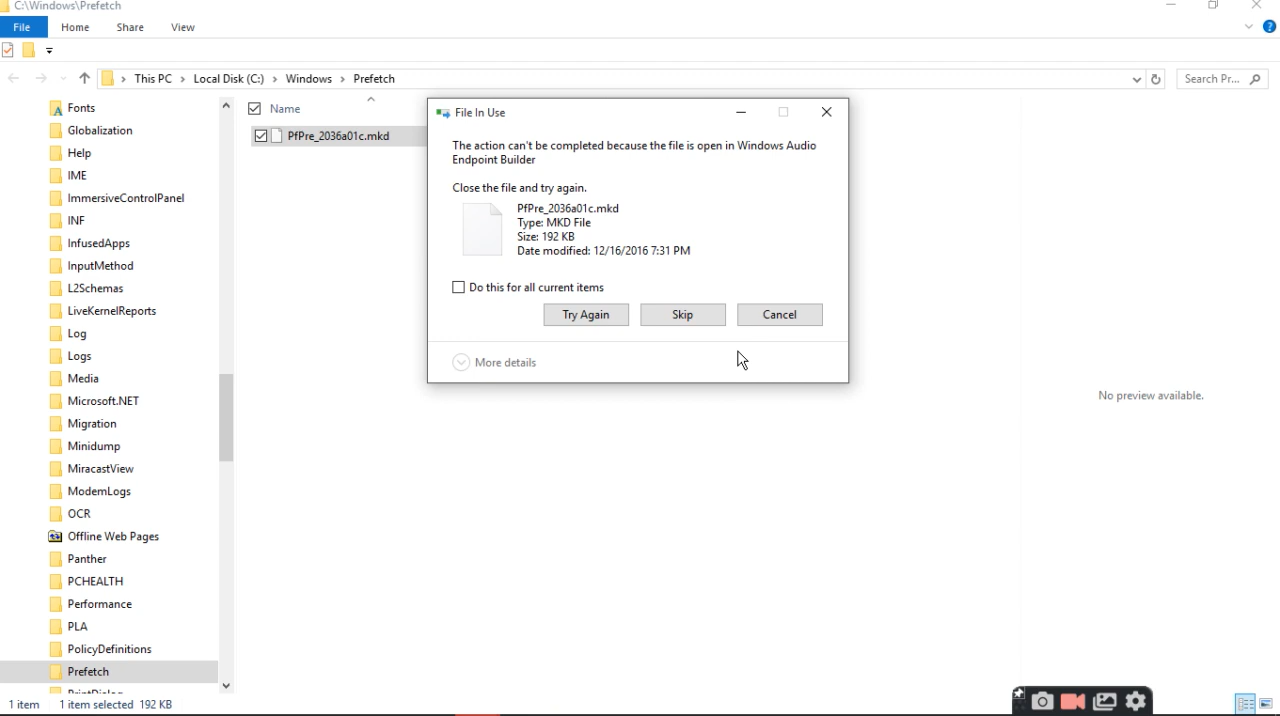 C:\Windows\Prefetch
File Home Share View
This PC Local Disk (C:) Windows Prefetch Search Pr...
Fonts
Globalization
Help
IME
ImmersiveControlPanel
INF
InfusedApps
InputMethod
L2Schemas
LiveKernelReports
Log
Logs
Media
Microsoft.NET
Migration
Minidump
MiracastView
ModemLogs
OCR
Offline Web Pages
Panther
PCHEALTH
Performance
PLA
PolicyDefinitions
Prefetch
PrintDialog
Name
PfPre_2036a01c.mkd
File In Use
The action can't be completed because the file is open in Windows Audio
Endpoint Builder
Close the file and try again.
PfPre_2036a01c.mkd
Type: MKD File
Size: 192 KB
Date modified: 12/16/2016 7:31 PM
Do this for all current items
Try Again Skip Cancel
More details
No preview available.
1 item 1 item selected 192 KB